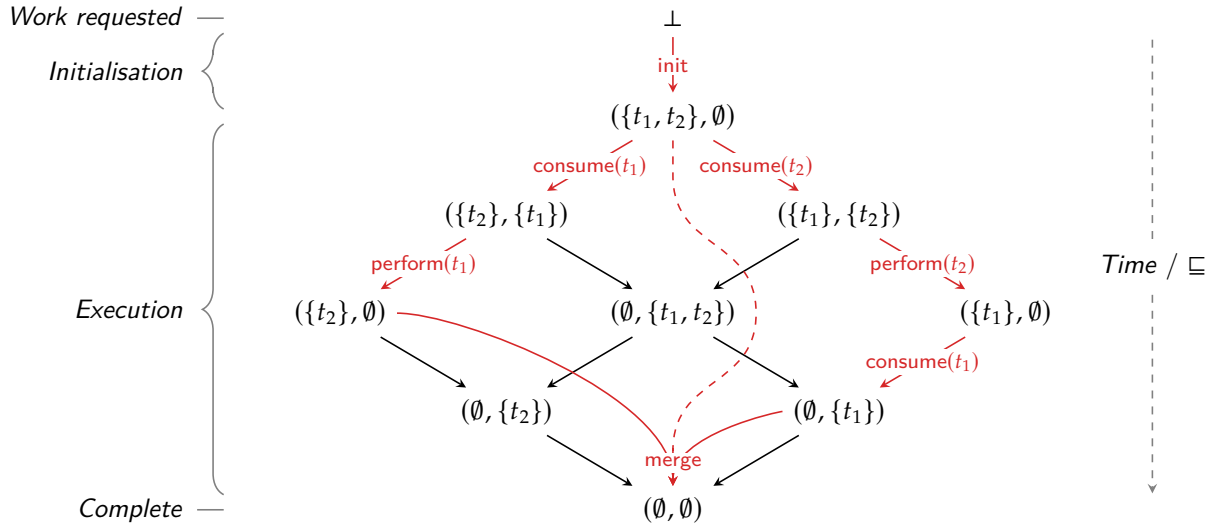 Work requested
⊥
Initialisation
init
({t₁, t₂}, ∅)
consume(t₁)
consume(t₂)
({t₂}, {t₁})
({t₁}, {t₂})
perform(t₁)
perform(t₂)
Time / ⊑
Execution
({t₂}, ∅)
(∅, {t₁, t₂})
({t₁}, ∅)
consume(t₁)
(∅, {t₂})
(∅, {t₁})
merge
Complete
(∅, ∅)